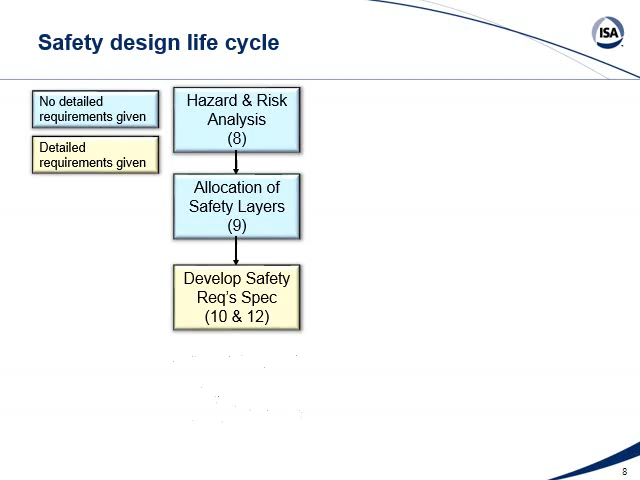 Safety design life cycle
ISA
No detailed
requirements given
Detailed
requirements given
Hazard & Risk
Analysis
(8)
Allocation of
Safety Layers
(9)
Develop Safety
Req's Spec
(10 & 12)
8